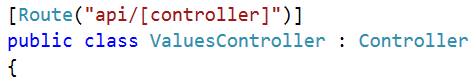 [Route("api/[controller]")]
public class ValuesController : Controller
{